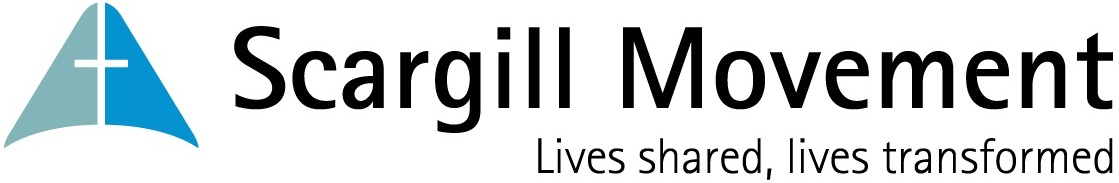 Scargill Movement
Lives shared, lives transformed